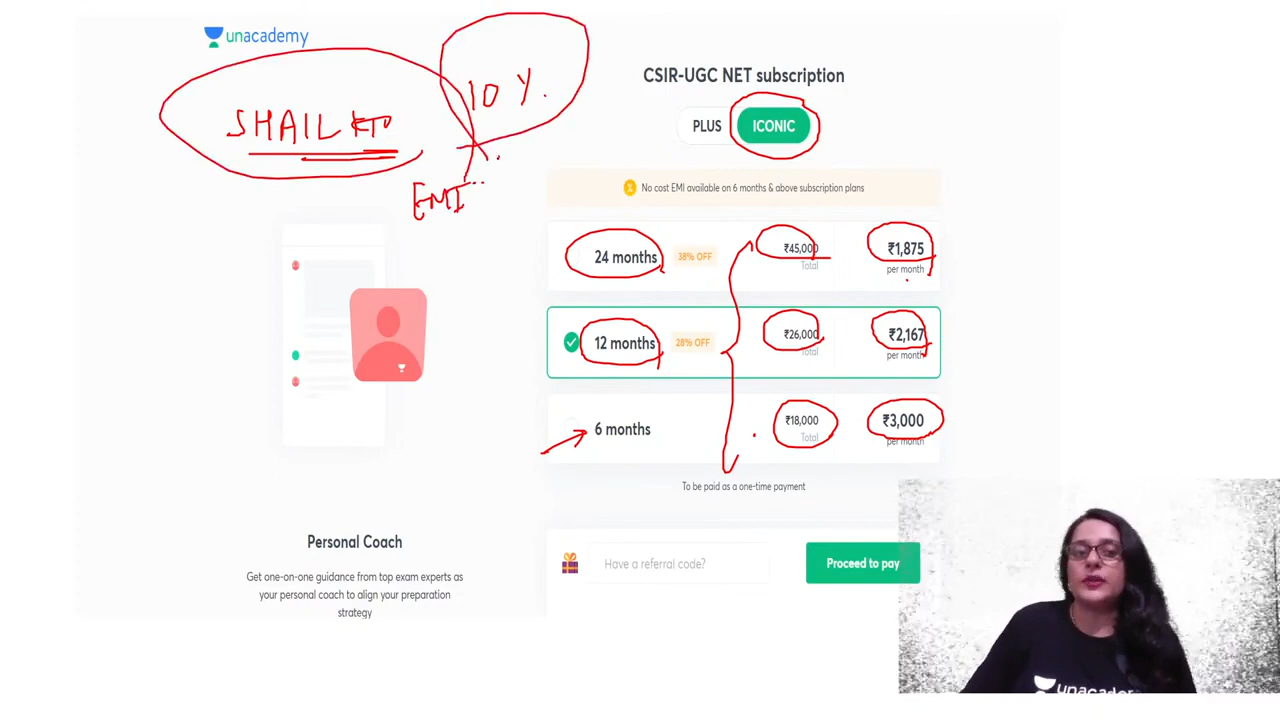 unacademy
SHAIL
10 Y.
EMI
CSIR-UGC NET subscription
PLUS ICONIC
No cost EMI available on 6 months & above subscription plans
24 months 38% OFF ₹45,000 Total ₹1,875 per month
12 months 28% OFF ₹26,000 Total ₹2,167 per month
6 months ₹18,000 Total ₹3,000 per month
To be paid as a one-time payment
Have a referral code? Proceed to pay
Personal Coach
Get one-on-one guidance from top exam experts as
your personal coach to align your preparation
strategy
unacadem